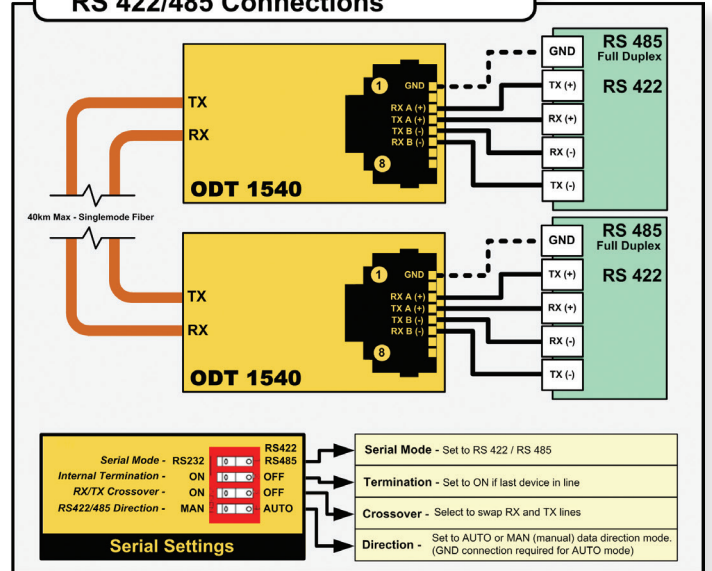 RS 422/485 Connections
TX
RX
ODT 1540
1
GND
RX A (+)
TX A (+)
TX B (-)
RX B (-)
8
GND
TX (+)
RX (+)
RX (-)
TX (-)
RS 485
Full Duplex
RS 422
40km Max - Singlemode Fiber
TX
RX
ODT 1540
1
GND
RX A (+)
TX A (+)
TX B (-)
RX B (-)
8
GND
TX (+)
RX (+)
RX (-)
TX (-)
RS 485
Full Duplex
RS 422
RS422
Serial Mode - RS232 RS485
Internal Termination - ON OFF
RX/TX Crossover - ON OFF
RS422/485 Direction - MAN AUTO
Serial Settings
Serial Mode - Set to RS 422 / RS 485
Termination - Set to ON if last device in line
Crossover - Select to swap RX and TX lines
Direction - Set to AUTO or MAN (manual) data direction mode.
(GND connection required for AUTO mode)